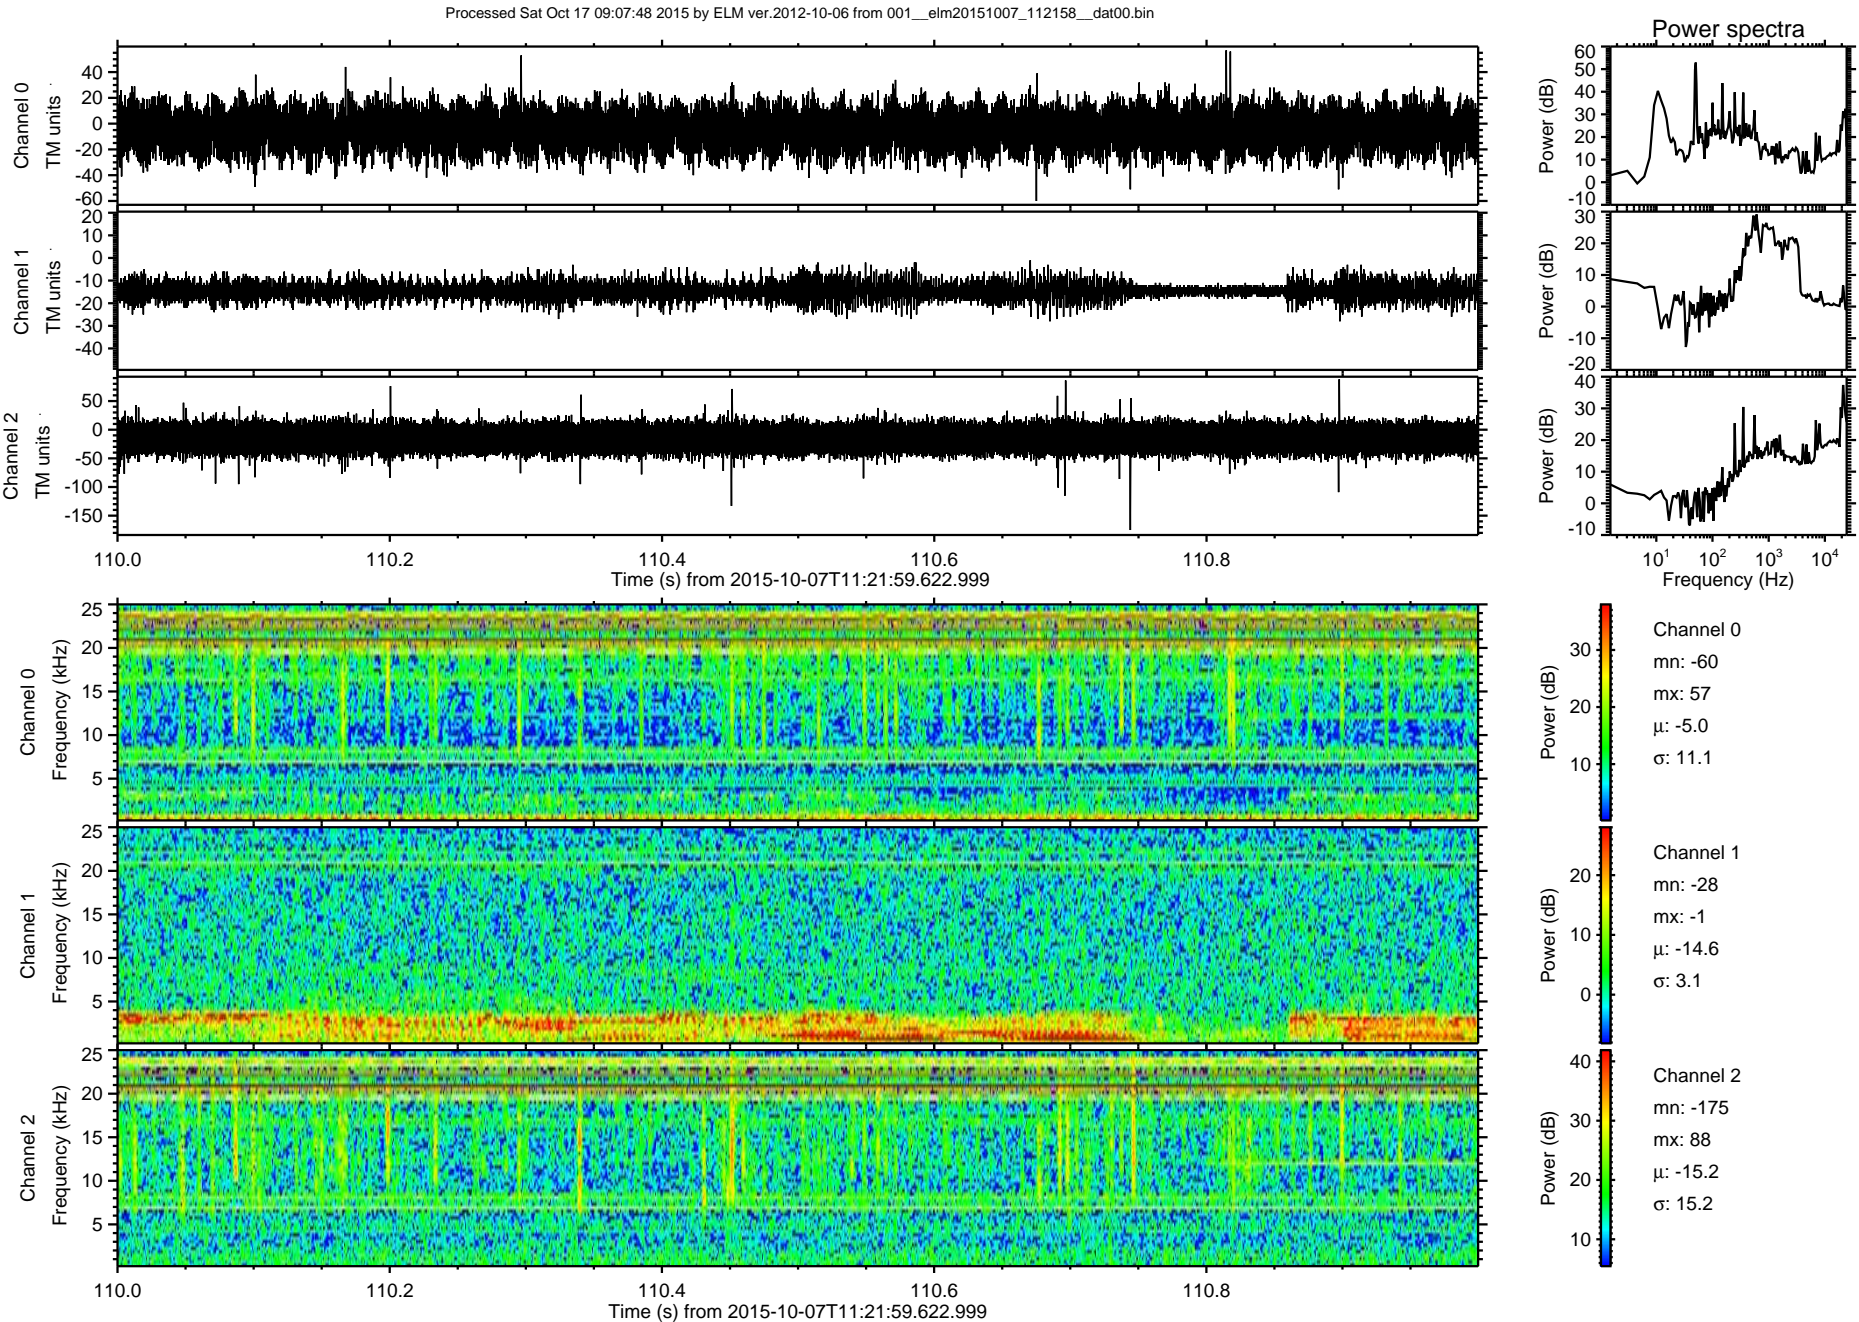 Processed Sat Oct 17 09:07:48 2015 by ELM ver.2012-10-06 from 001__elm20151007_112158__dat00.bin
Power spectra
Channel 0
TM units
40
20
0
-20
-40
-60
Power (dB)
60
50
40
30
20
10
0
-10
Channel 1
TM units
20
10
0
-10
-20
-30
-40
Power (dB)
30
20
10
0
-10
-20
Channel 2
TM units
50
0
-50
-100
-150
Power (dB)
40
30
20
10
0
-10
110.0 110.2 110.4 110.6 110.8
Time (s) from 2015-10-07T11:21:59.622.999
10¹ 10² 10³ 10⁴
Frequency (Hz)
Channel 0
Frequency (kHz)
25
20
15
10
5
Power (dB)
30
20
10
Channel 0
mn: -60
mx: 57
µ: -5.0
σ: 11.1
Channel 1
Frequency (kHz)
25
20
15
10
5
Power (dB)
20
10
0
Channel 1
mn: -28
mx: -1
µ: -14.6
σ: 3.1
Channel 2
Frequency (kHz)
25
20
15
10
5
Power (dB)
40
30
20
10
Channel 2
mn: -175
mx: 88
µ: -15.2
σ: 15.2
110.0 110.2 110.4 110.6 110.8
Time (s) from 2015-10-07T11:21:59.622.999